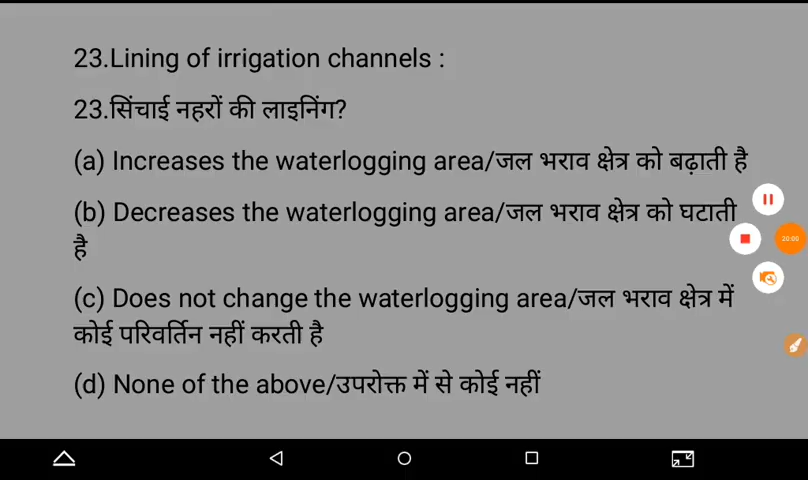 23.Lining of irrigation channels :
23.सिंचाई नहरों की लाइनिंग?
(a) Increases the waterlogging area/जल भराव क्षेत्र को बढ़ाती है
(b) Decreases the waterlogging area/जल भराव क्षेत्र को घटाती
है
(c) Does not change the waterlogging area/जल भराव क्षेत्र में
कोई परिवर्तिन नहीं करती है
(d) None of the above/उपरोक्त में से कोई नहीं
20:00